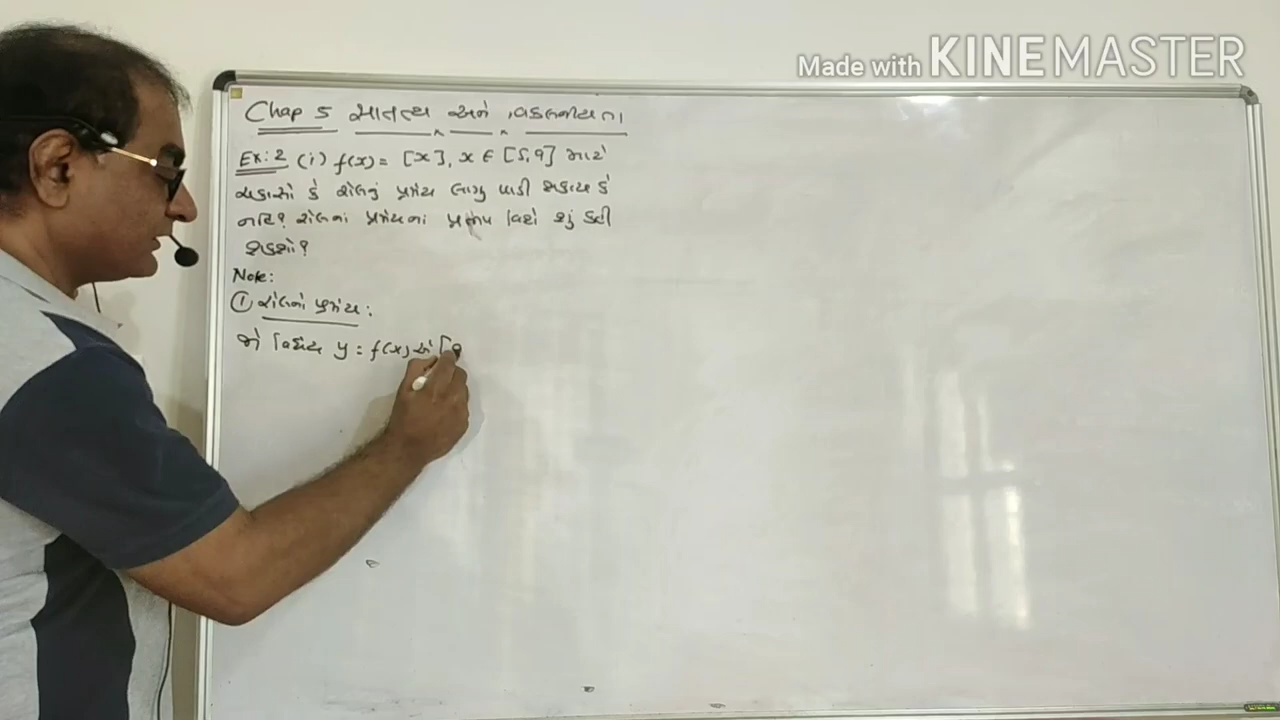 Made with KINEMASTER
Chap 5 સાતત્ય અને વિકલનીયતા
Ex: 2 (i) f(x) = [x], x ∈ [5, 9] માટે
ચકાસો કે રોલનું પ્રમેય લાગુ પાડી શકાય કે
નહિ? રોલના પ્રમેયના પ્રતીપ વિશે શું કહી
શકશો?
Note:
① રોલનો પ્રમેય:
જો વિધેય y = f(x) એ [a